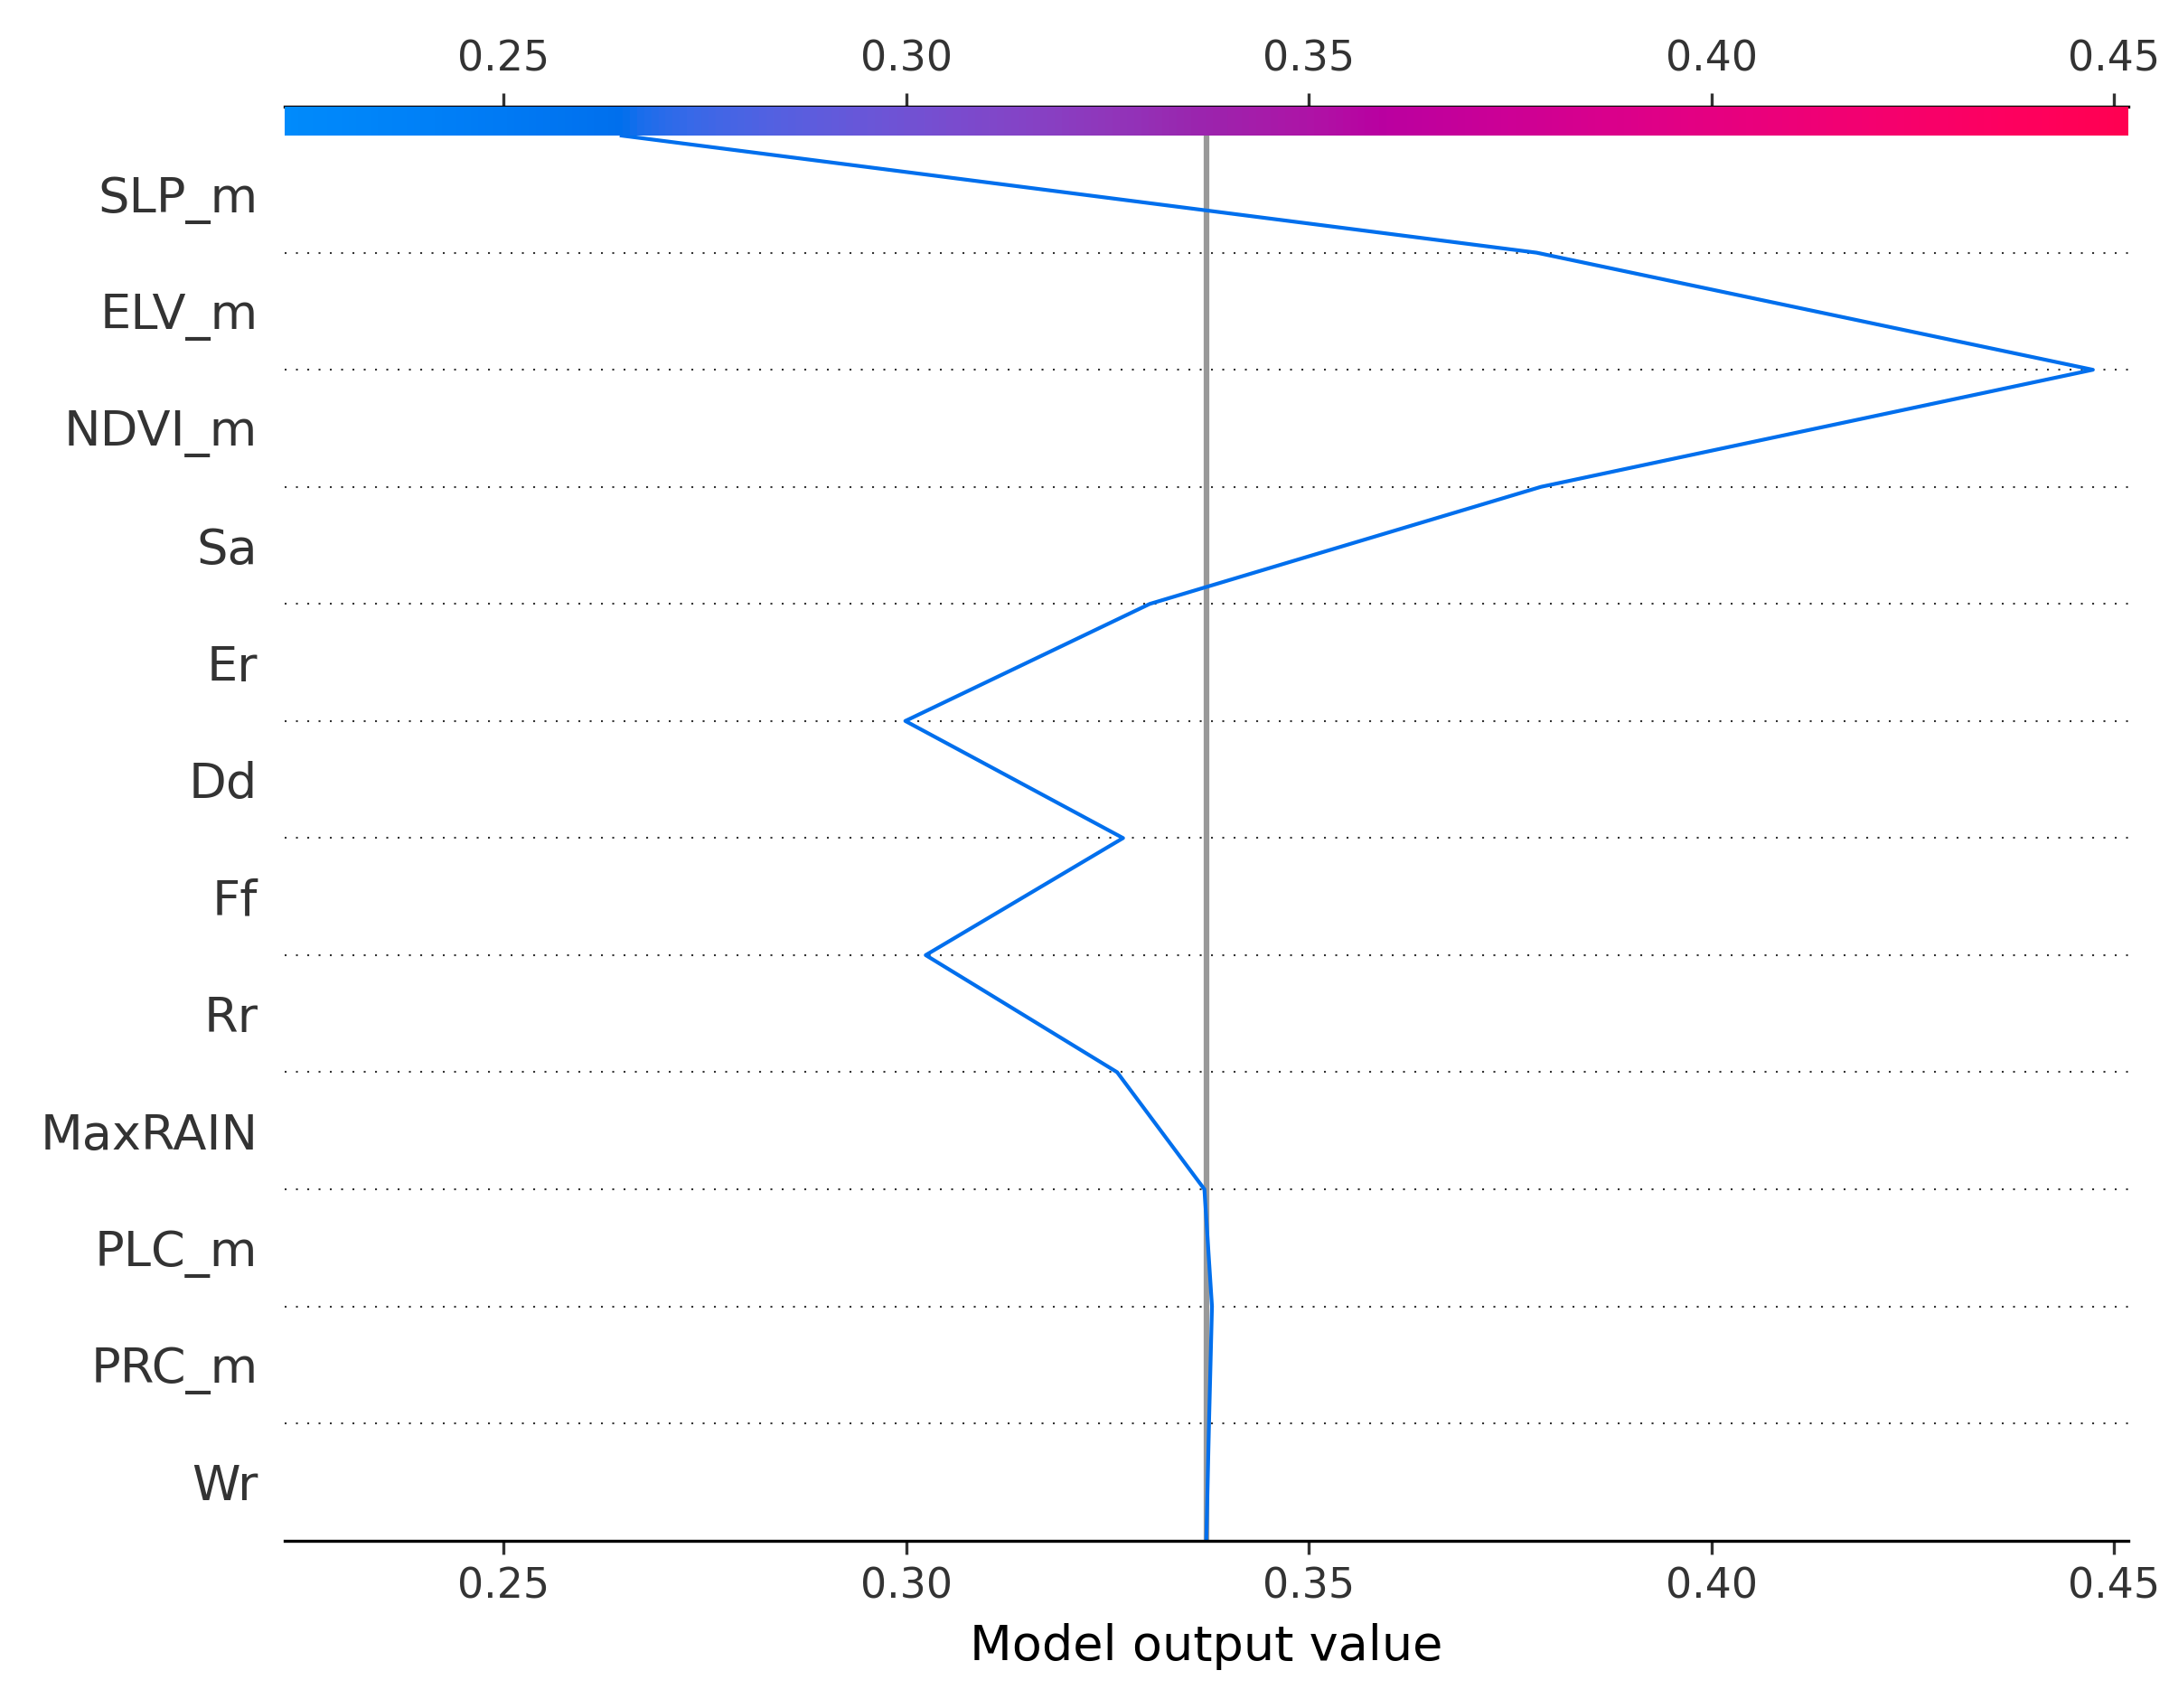 0.25 0.30 0.35 0.40 0.45
SLP_m
ELV_m
NDVI_m
Sa
Er
Dd
Ff
Rr
MaxRAIN
PLC_m
PRC_m
Wr
0.25 0.30 0.35 0.40 0.45
Model output value